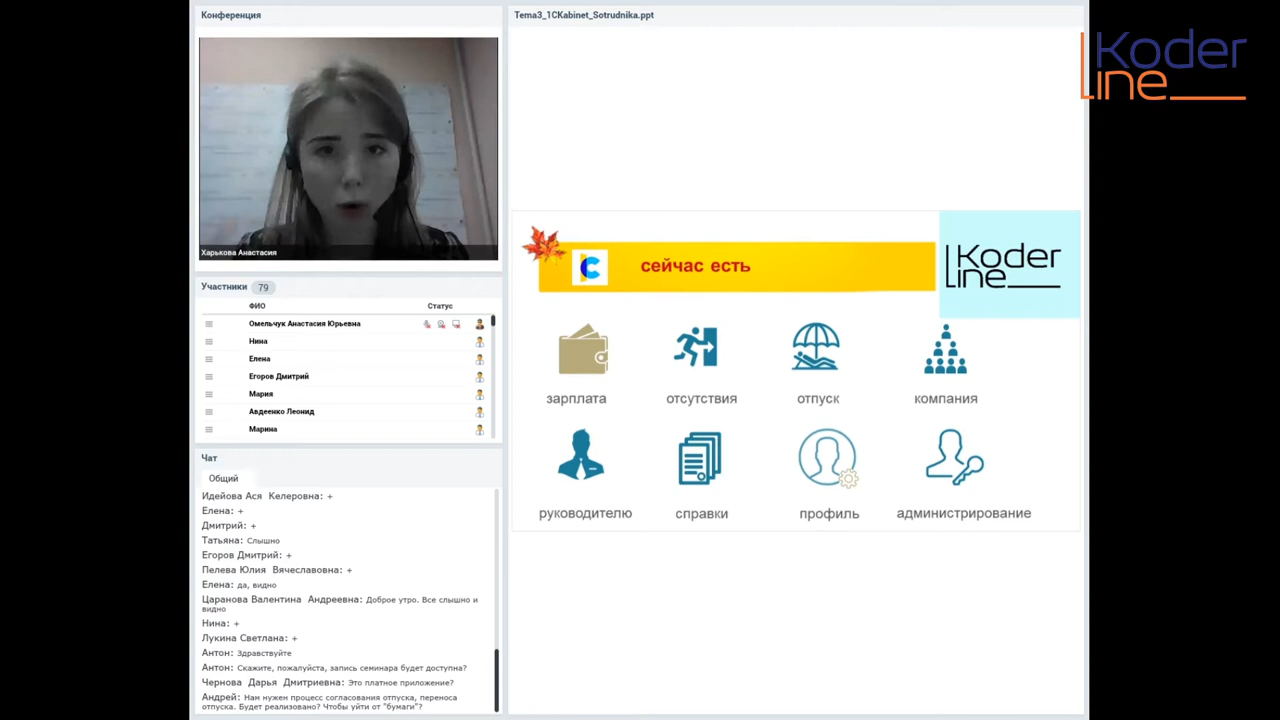 Конференция
Харькова Анастасия
Участники 79
ФИО Статус
Омельчук Анастасия Юрьевна
Нина
Елена
Егоров Дмитрий
Мария
Авдеенко Леонид
Марина
Чат
Общий
Идейова Ася Келеровна: +
Елена: +
Дмитрий: +
Татьяна: Слышно
Егоров Дмитрий: +
Пелева Юлия Вячеславовна: +
Елена: да, видно
Царанова Валентина Андреевна: Доброе утро. Все слышно и
видно
Нина: +
Лукина Светлана: +
Антон: Здравствуйте
Антон: Скажите, пожалуйста, запись семинара будет доступна?
Чернова Дарья Дмитриевна: Это платное приложение?
Андрей: Нам нужен процесс согласования отпуска, переноса
отпуска. Будет реализовано? Чтобы уйти от "бумаги"?
Tema3_1CKabinet_Sotrudnika.ppt
Koder
line
сейчас есть
Koder
line
зарплата отсутствия отпуск компания
руководителю справки профиль администрирование